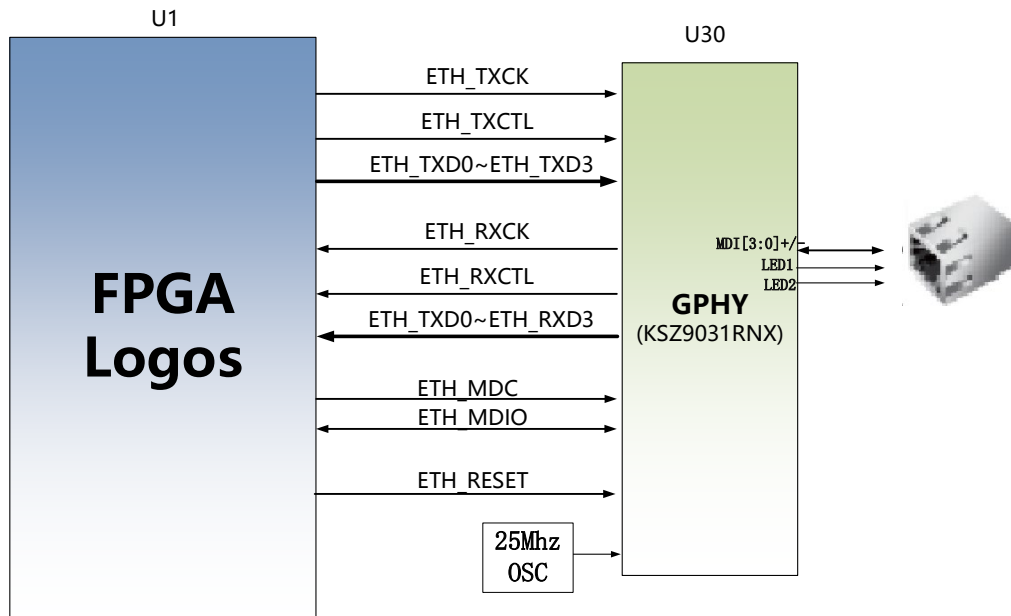 U1
U30
ETH_TXCK
ETH_TXCTL
ETH_TXD0~ETH_TXD3
ETH_RXCK
ETH_RXCTL
ETH_TXD0~ETH_RXD3
ETH_MDC
ETH_MDIO
ETH_RESET
FPGA
Logos
25Mhz
OSC
MDI[3:0]+/-
LED1
LED2
GPHY
(KSZ9031RNX)